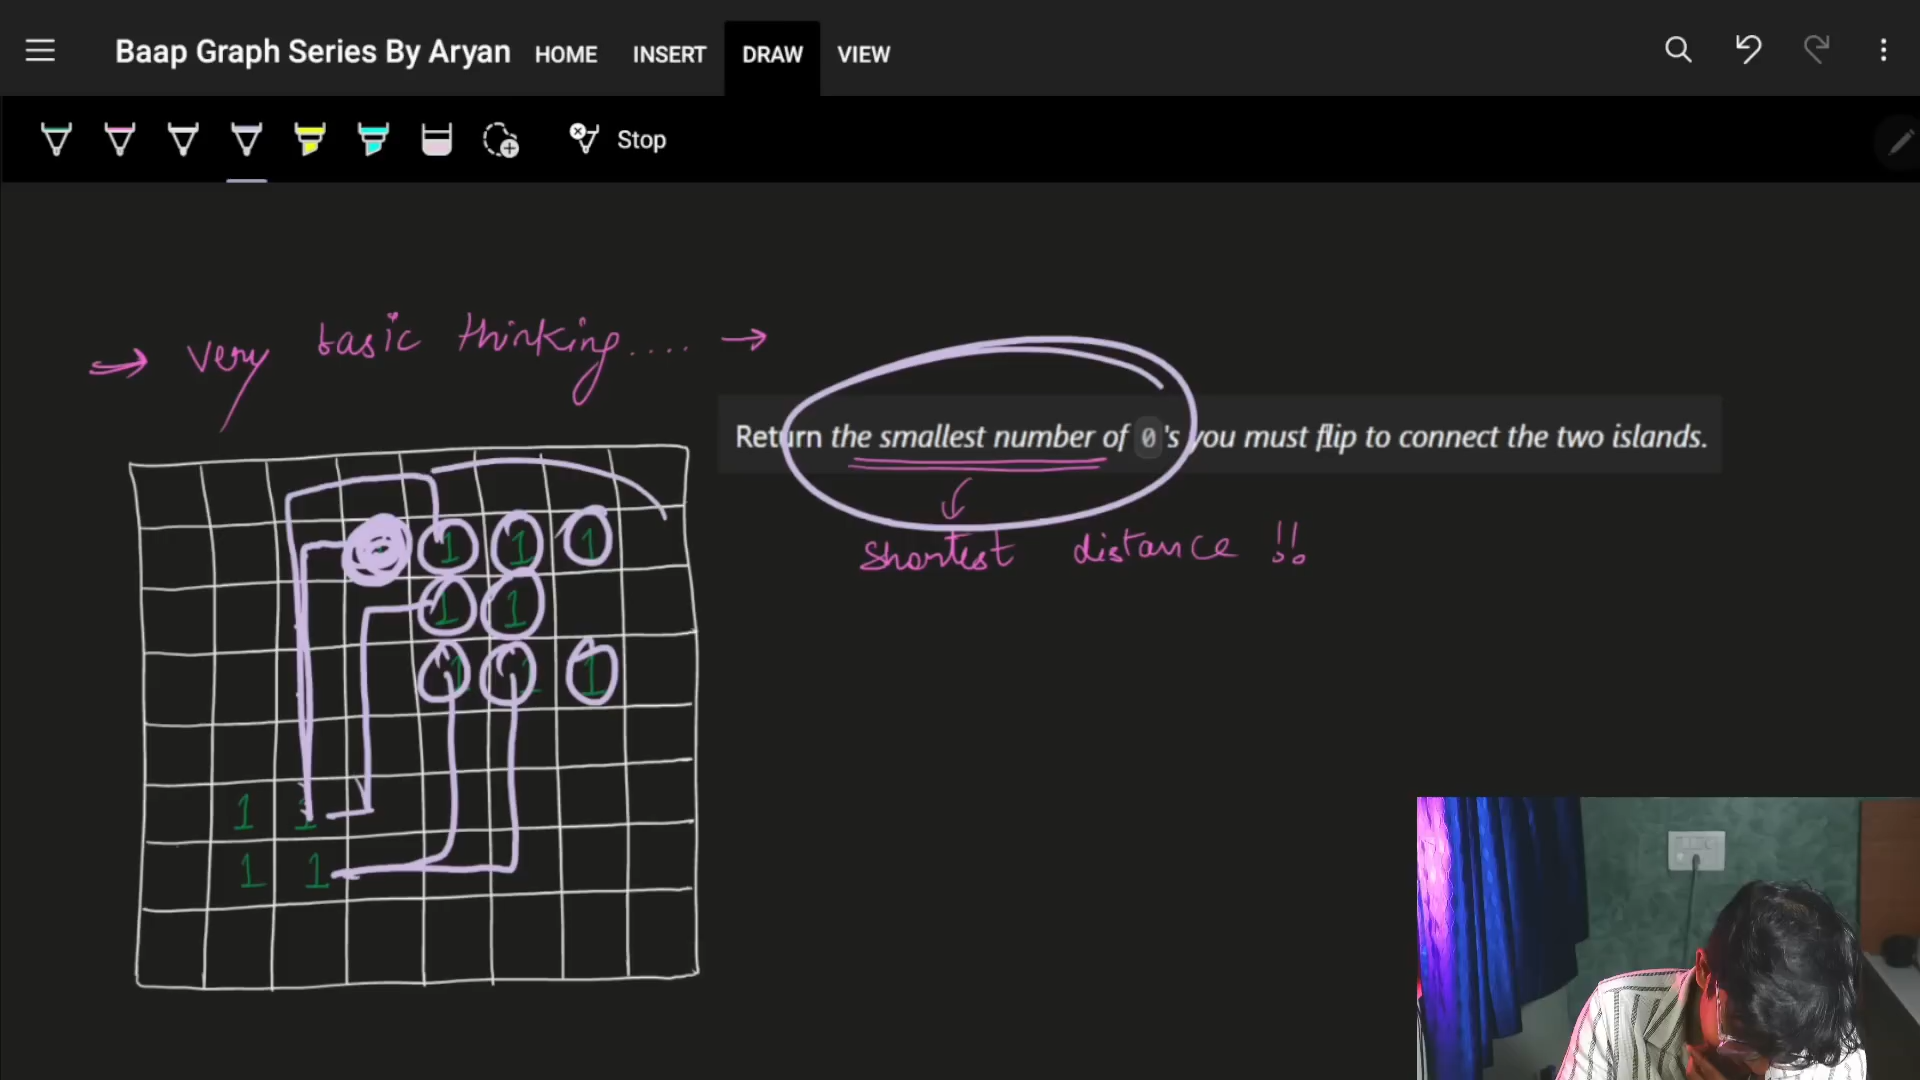 Baap Graph Series By Aryan HOME INSERT DRAW VIEW
Stop
⇒ very basic thinking.... →
Return the smallest number of 0's you must flip to connect the two islands.
↓
Shortest distance !!
1 1 1
1 1
1 1 1
1 1
1 1